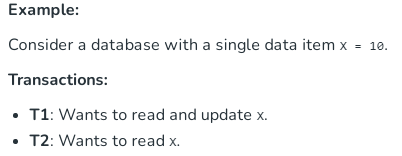 Example:
Consider a database with a single data item x = 10.
Transactions:
• T1: Wants to read and update x.
• T2: Wants to read x.